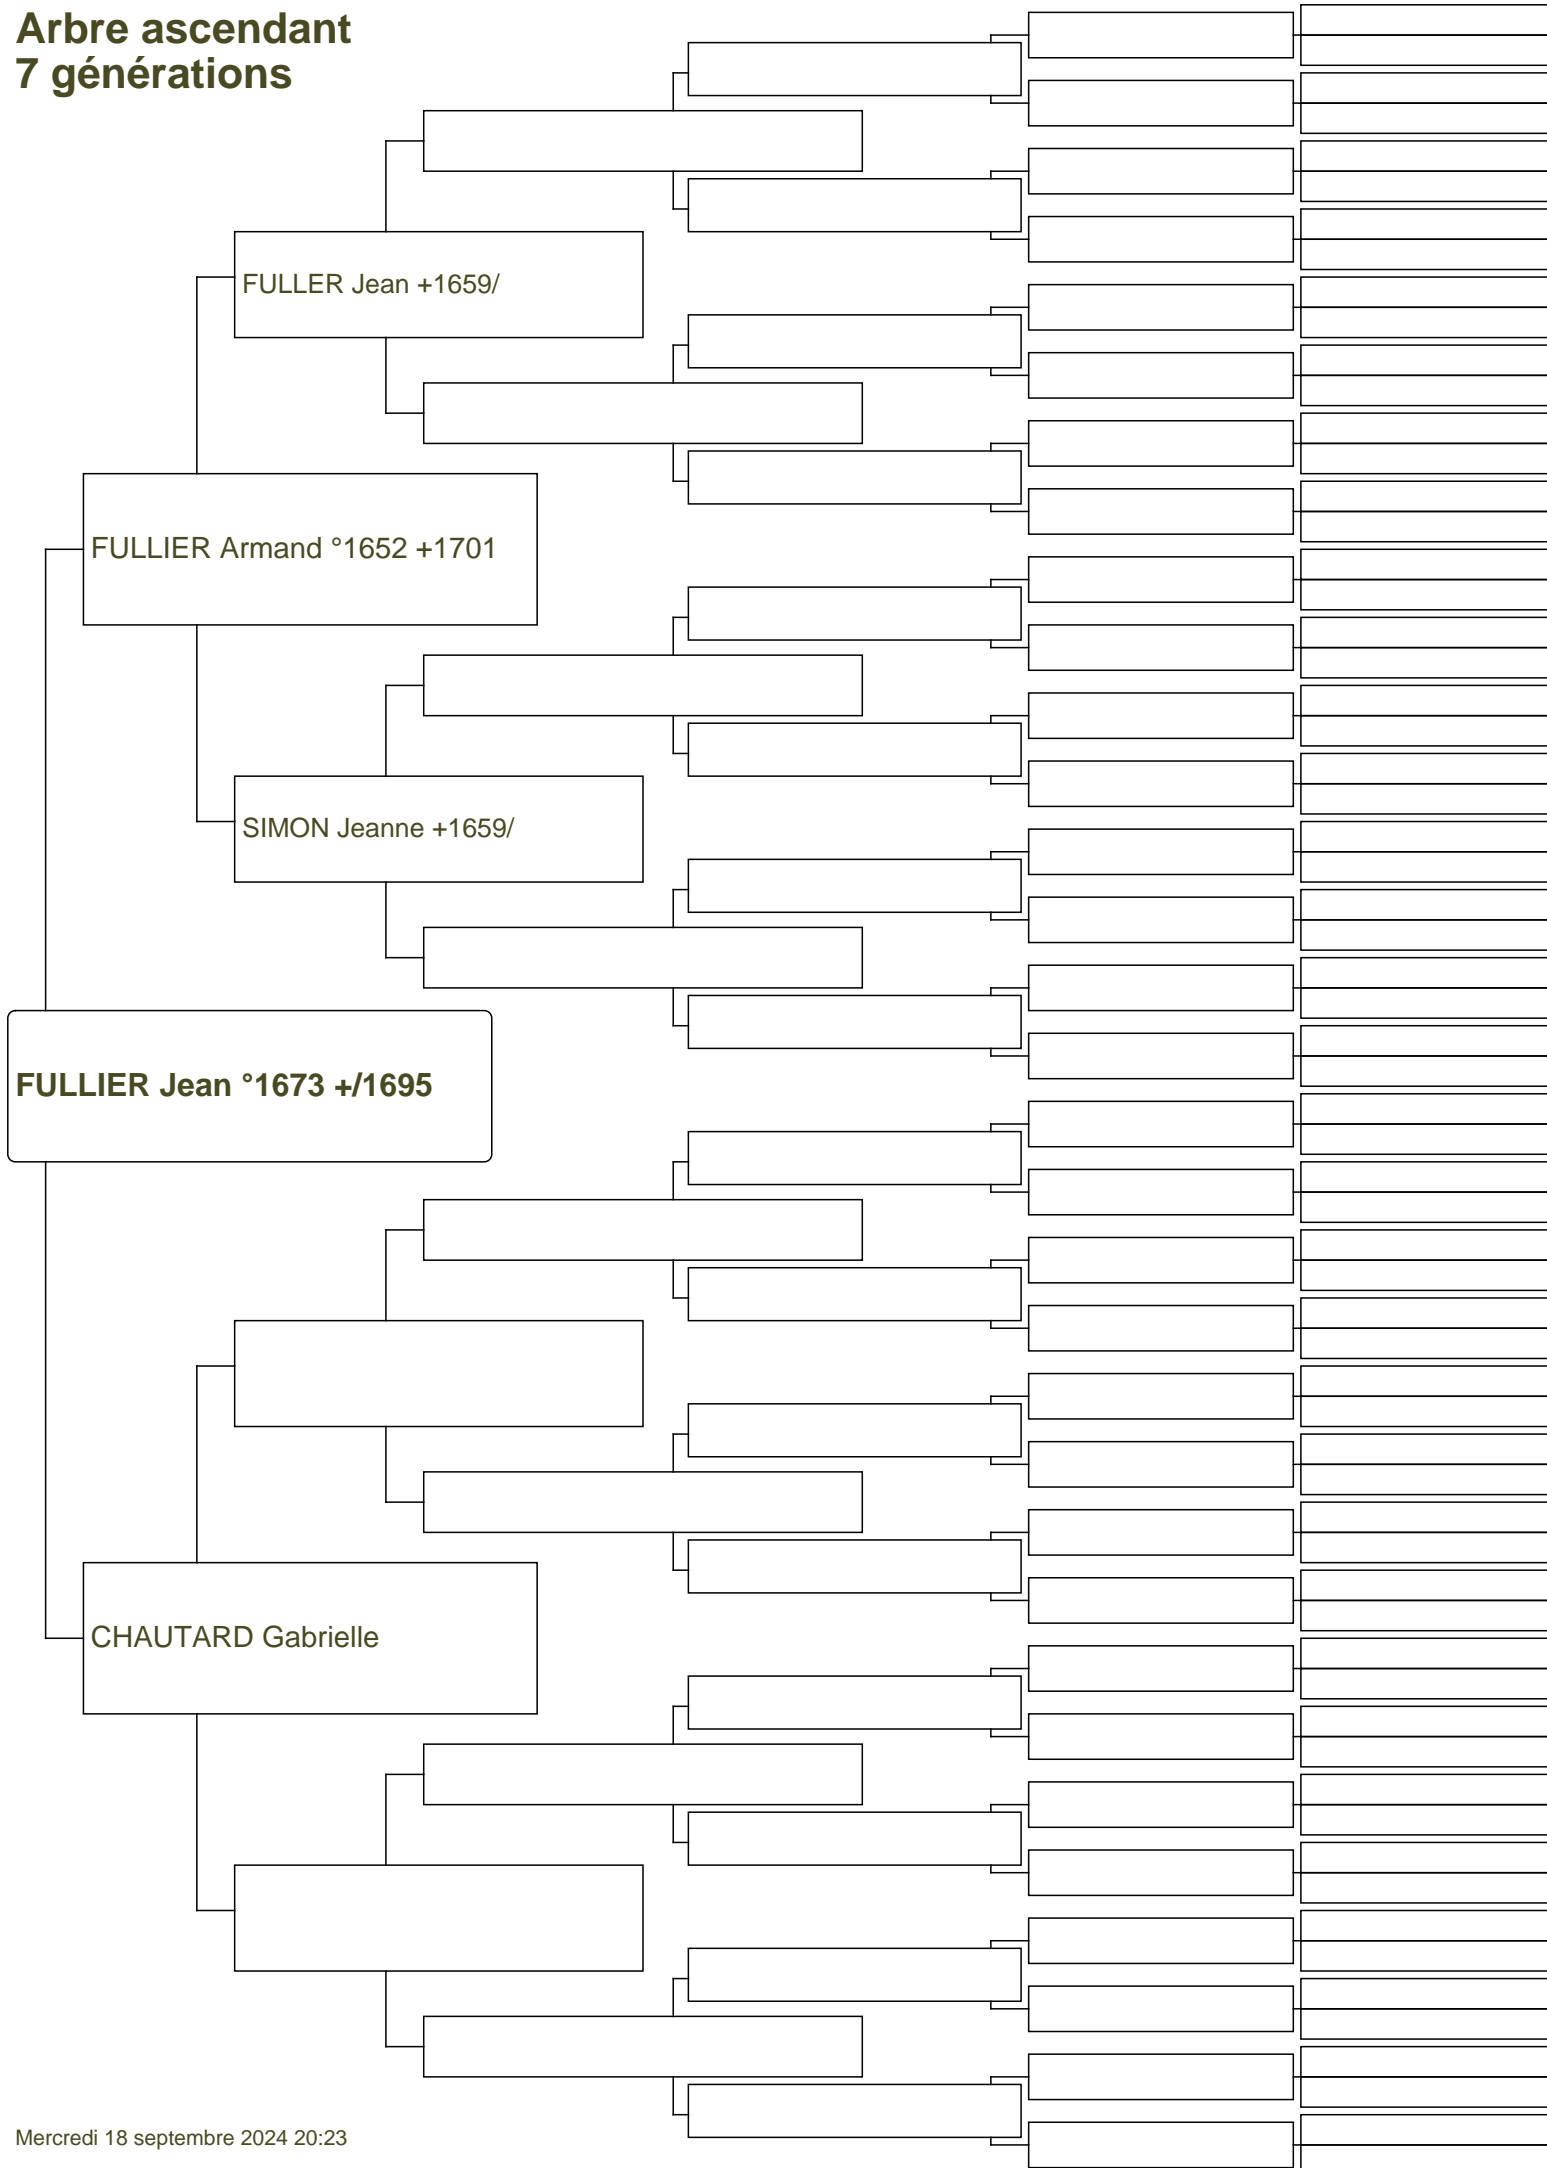 Arbre ascendant
7 générations
FULLER Jean +1659/
FULLIER Armand °1652 +1701
SIMON Jeanne +1659/
FULLIER Jean °1673 +/1695
CHAUTARD Gabrielle
Mercredi 18 septembre 2024 20:23